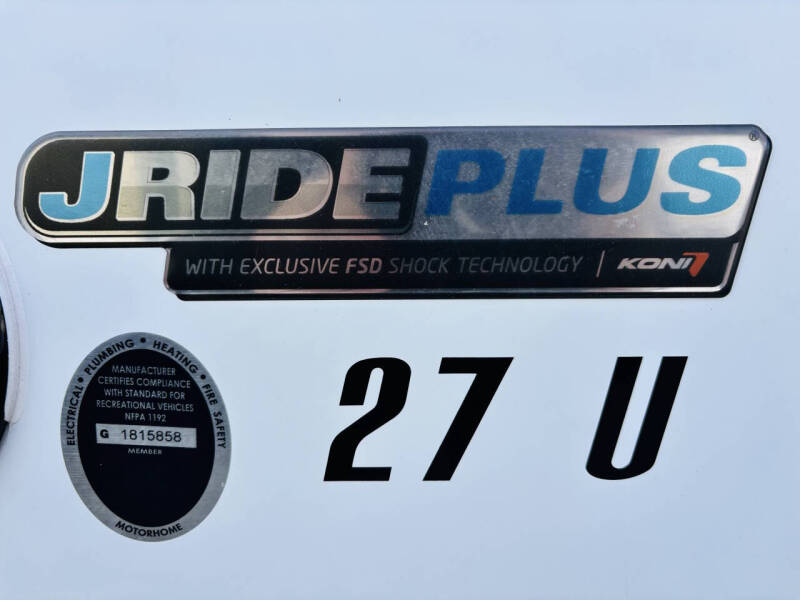 JRIDEPLUS®
WITH EXCLUSIVE FSD SHOCK TECHNOLOGY | KONI
ELECTRICAL • PLUMBING • HEATING • FIRE SAFETY
MANUFACTURER
CERTIFIES COMPLIANCE
WITH STANDARD FOR
RECREATIONAL VEHICLES
NFPA 1192
G 1815858
MEMBER
MOTORHOME
27 U